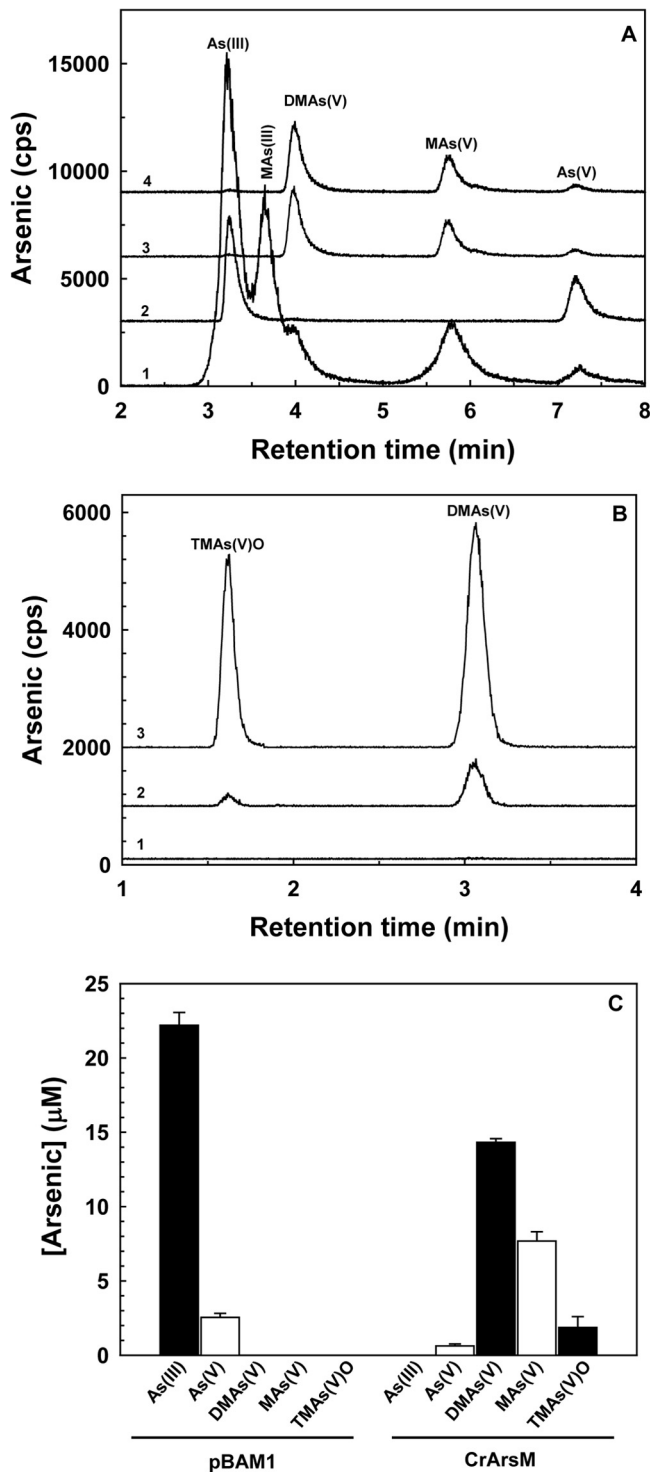 A
As(III)
MAs(III)
DMAs(V)
MAs(V)
As(V)
15000
10000
5000
0
4
3
2
1
Arsenic (cps)
2 3 4 5 6 7 8
Retention time (min)
B
TMAs(V)O
DMAs(V)
6000
4000
2000
0
3
2
1
Arsenic (cps)
1 2 3 4
Retention time (min)
C
25
20
15
10
5
0
[Arsenic] (μM)
As(III) As(V) DMAs(V) MAs(V) TMAs(V)O As(III) As(V) DMAs(V) MAs(V) TMAs(V)O
pBAM1 CrArsM